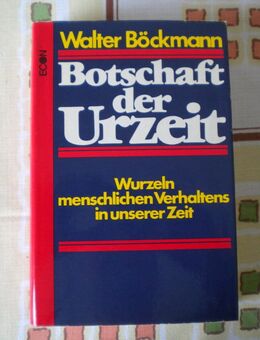 ECON
Walter Böckmann
Botschaft
der
Urzeit
Wurzeln
menschlichen Verhaltens
in unserer Zeit